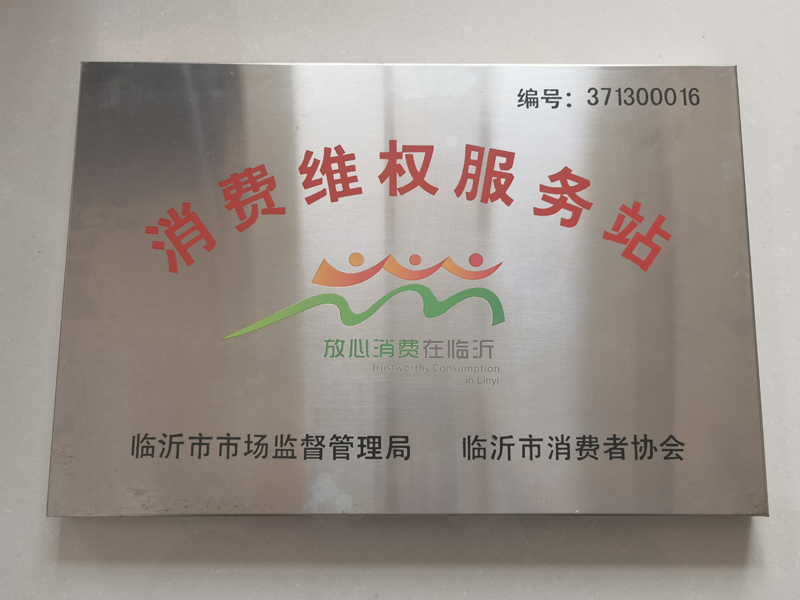 编号：371300016
消费维权服务站
放心消费在临沂
Trustworthy Consumption
in Linyi
临沂市市场监督管理局 临沂市消费者协会